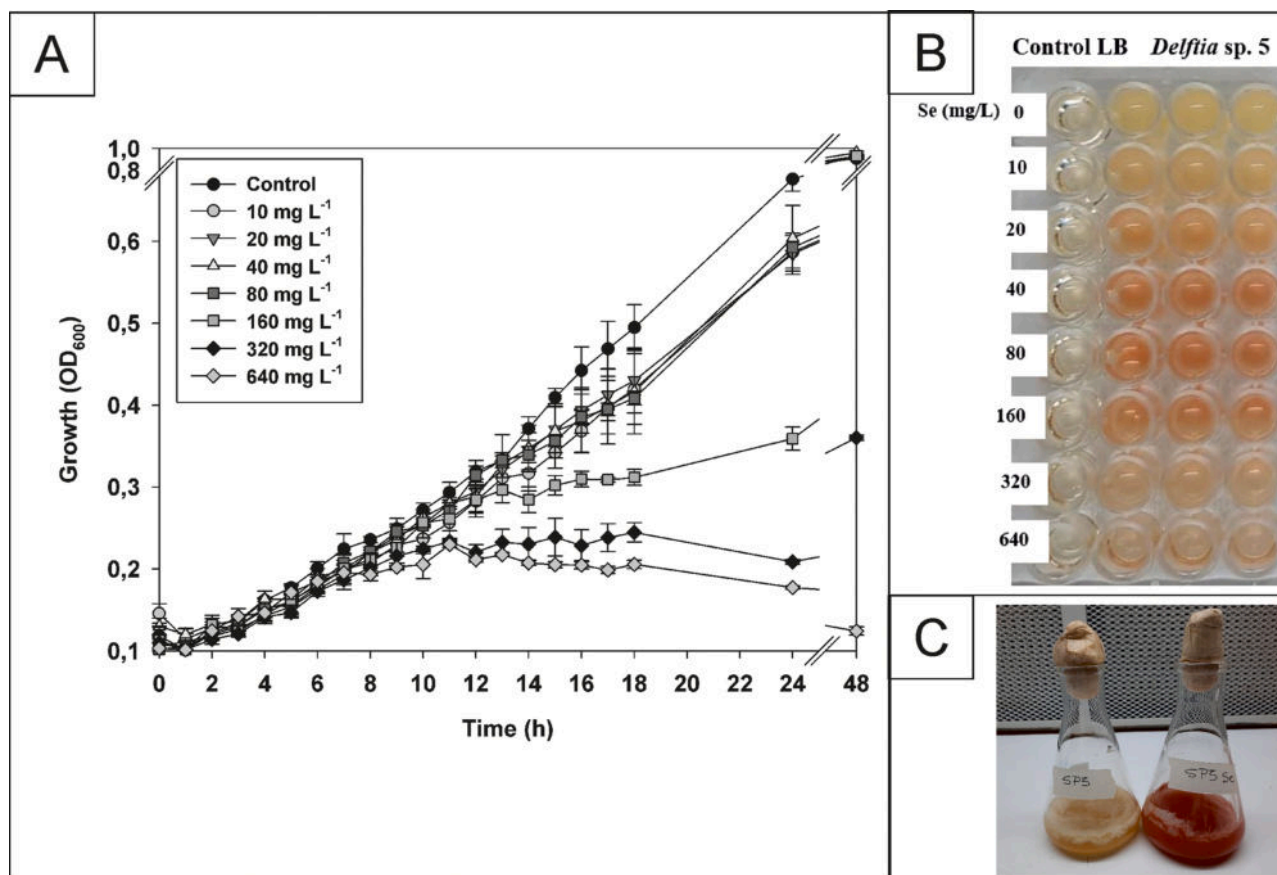 A
1,0
0,8
0,6
0,5
0,4
0,3
0,2
0,1
Growth (OD600)
Control
10 mg L-1
20 mg L-1
40 mg L-1
80 mg L-1
160 mg L-1
320 mg L-1
640 mg L-1
0 2 4 6 8 10 12 14 16 18 20 22 24 48
Time (h)
B
Control LB Delftia sp. 5
Se (mg/L) 0
10
20
40
80
160
320
640
C
SP5 SP5 Se